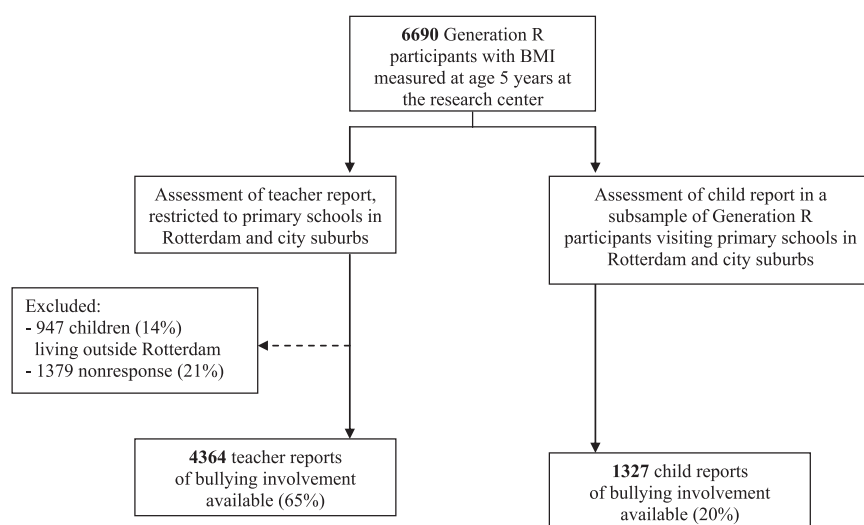 6690 Generation R
participants with BMI
measured at age 5 years at
the research center
Assessment of teacher report,
restricted to primary schools in
Rotterdam and city suburbs
Assessment of child report in a
subsample of Generation R
participants visiting primary schools in
Rotterdam and city suburbs
Excluded:
- 947 children (14%)
living outside Rotterdam
- 1379 nonresponse (21%)
4364 teacher reports
of bullying involvement
available (65%)
1327 child reports
of bullying involvement
available (20%)